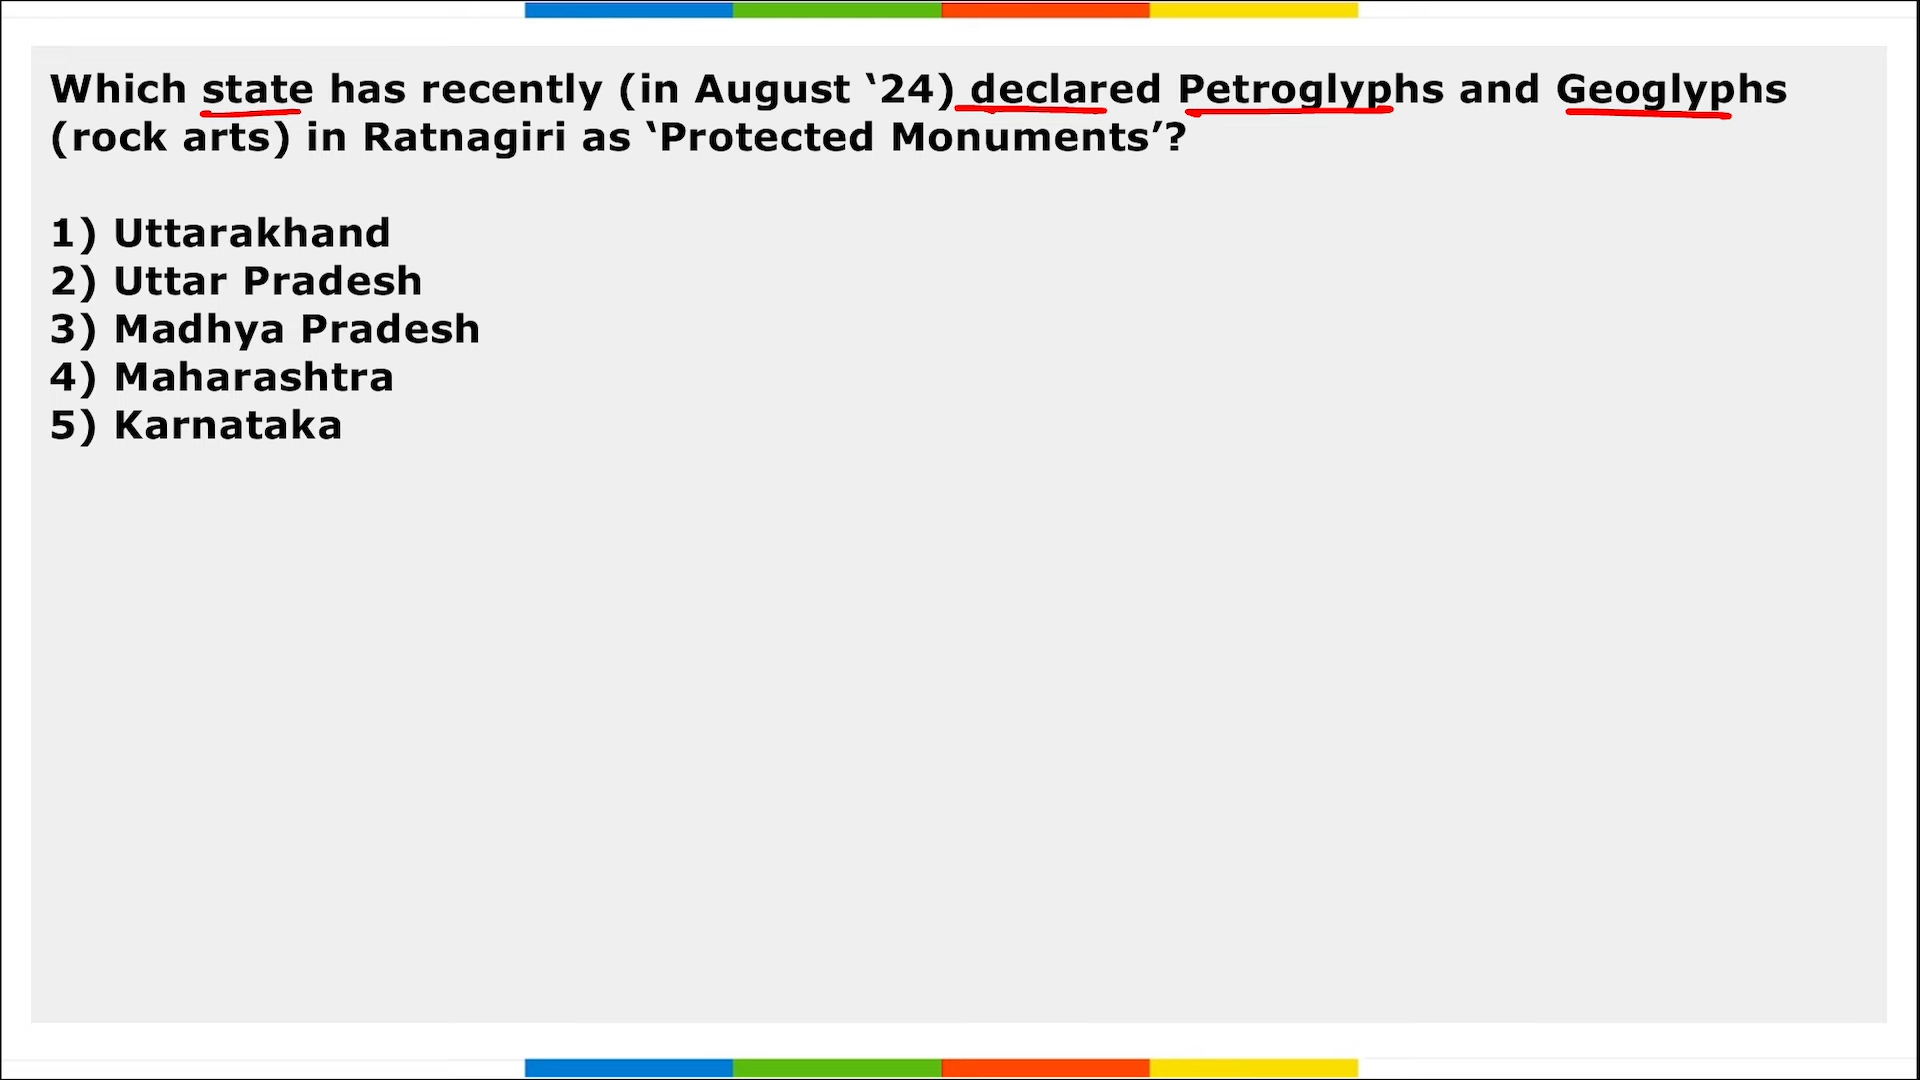 Which state has recently (in August ‘24) declared Petroglyphs and Geoglyphs
(rock arts) in Ratnagiri as ‘Protected Monuments’?
1) Uttarakhand
2) Uttar Pradesh
3) Madhya Pradesh
4) Maharashtra
5) Karnataka